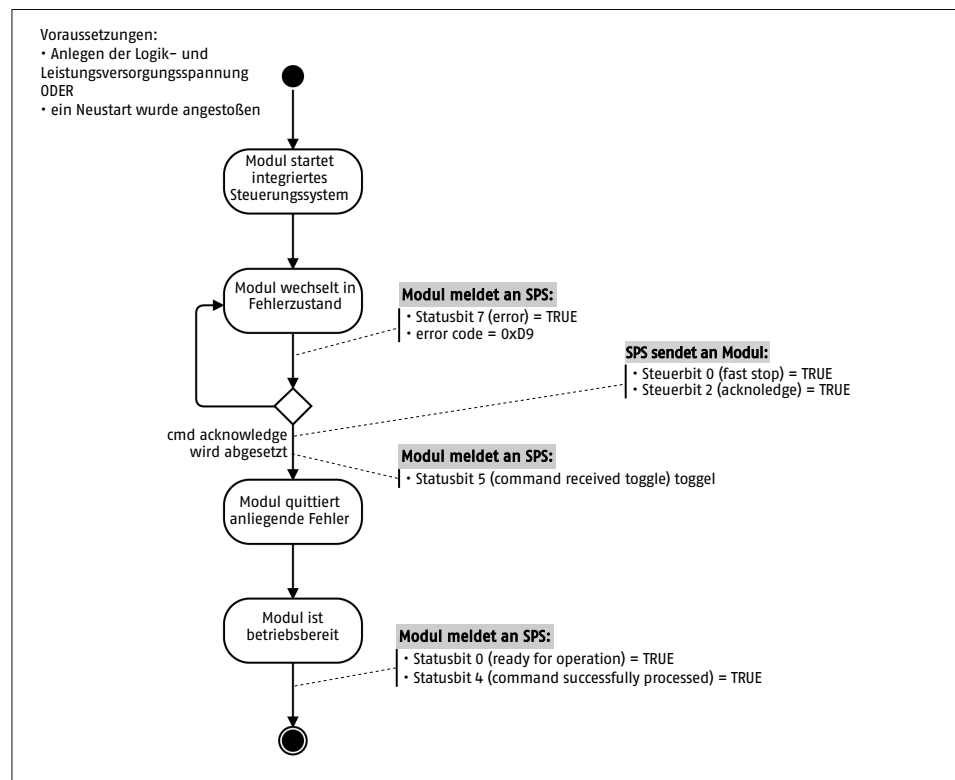 Voraussetzungen:
• Anlegen der Logik- und
Leistungsversorgungsspannung
ODER
• ein Neustart wurde angestoßen
Modul startet
integriertes
Steuerungssystem
Modul wechselt in
Fehlerzustand
Modul meldet an SPS:
• Statusbit 7 (error) = TRUE
• error code = 0xD9
SPS sendet an Modul:
• Steuerbit 0 (fast stop) = TRUE
• Steuerbit 2 (acknoledge) = TRUE
cmd acknowledge
wird abgesetzt
Modul meldet an SPS:
• Statusbit 5 (command received toggle) toggel
Modul quittiert
anliegende Fehler
Modul ist
betriebsbereit
Modul meldet an SPS:
• Statusbit 0 (ready for operation) = TRUE
• Statusbit 4 (command successfully processed) = TRUE